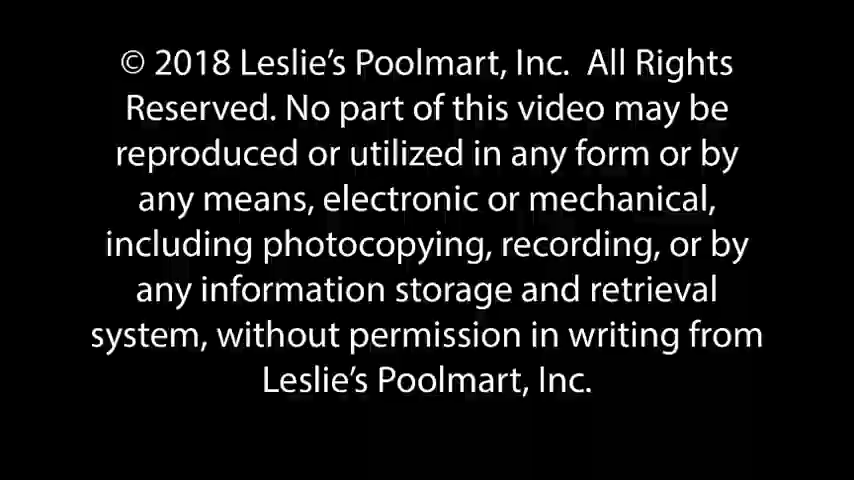 © 2018 Leslie’s Poolmart, Inc.  All Rights
Reserved. No part of this video may be
reproduced or utilized in any form or by
any means, electronic or mechanical,
including photocopying, recording, or by
any information storage and retrieval
system, without permission in writing from
Leslie’s Poolmart, Inc.